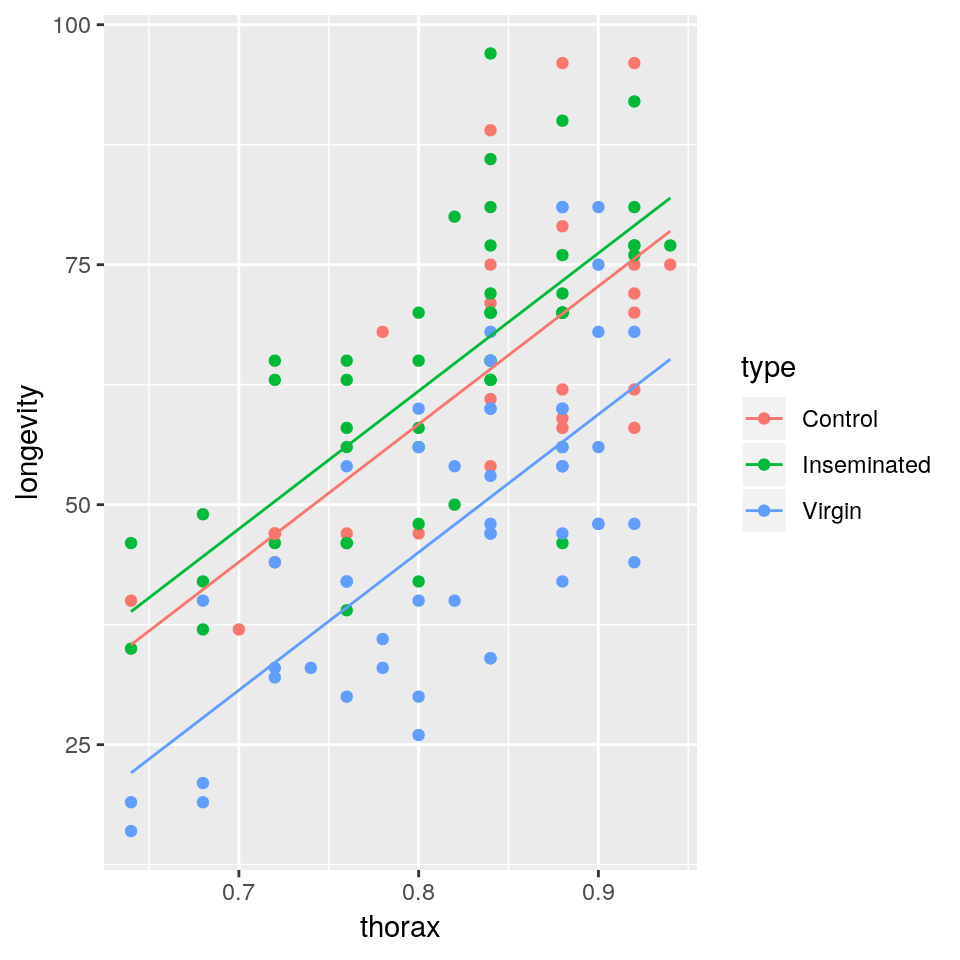 100
75
50
25
longevity
0.7
0.8
0.9
thorax
type
Control
Inseminated
Virgin